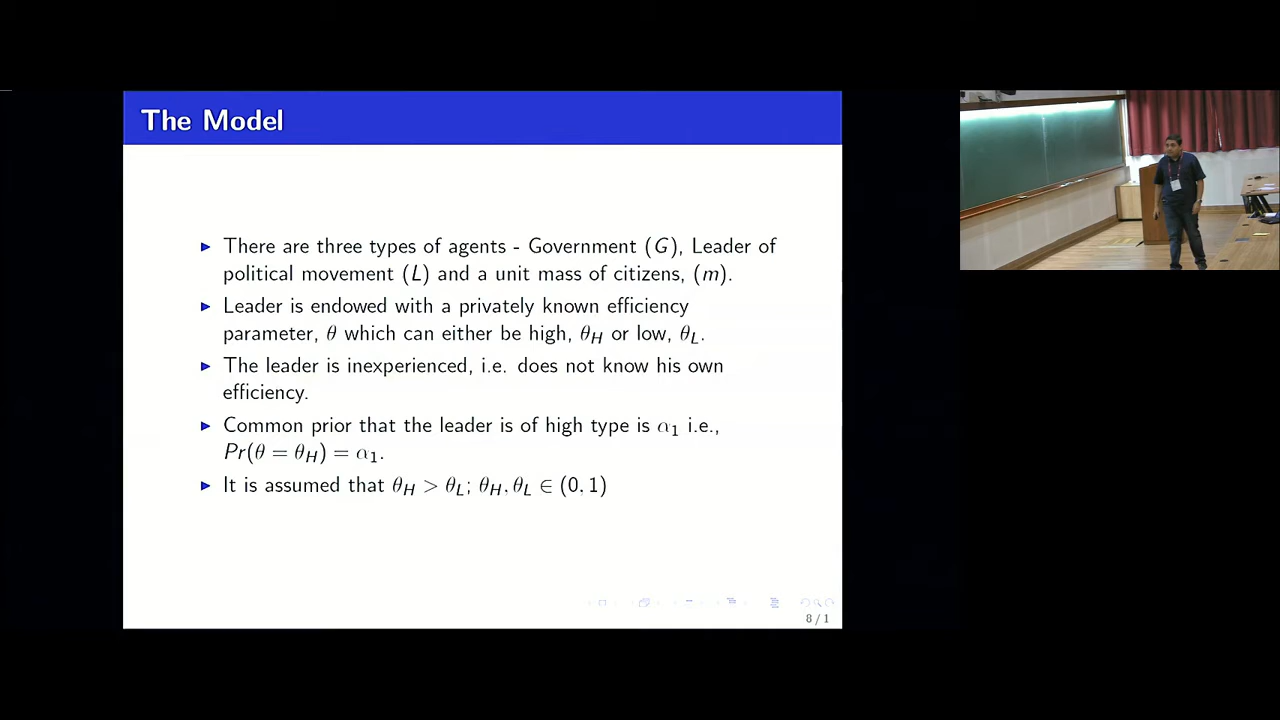 The Model
▶ There are three types of agents - Government (G), Leader of
political movement (L) and a unit mass of citizens, (m).
▶ Leader is endowed with a privately known efficiency
parameter, θ which can either be high, θ_H or low, θ_L.
▶ The leader is inexperienced, i.e. does not know his own
efficiency.
▶ Common prior that the leader is of high type is α₁ i.e.,
Pr(θ = θ_H) = α₁.
▶ It is assumed that θ_H > θ_L; θ_H, θ_L ∈ (0, 1)
8 / 1